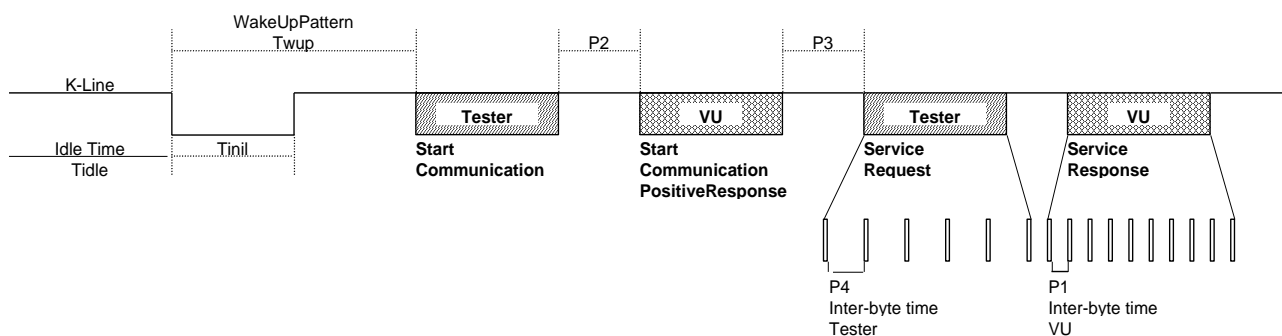 WakeUpPattern
Twup
P2
P3
K-Line
Tester
VU
Tester
VU
Idle Time
Tidle
Tinil
Start
Communication
Start
Communication
PositiveResponse
Service
Request
Service
Response
P4
Inter-byte time
Tester
P1
Inter-byte time
VU